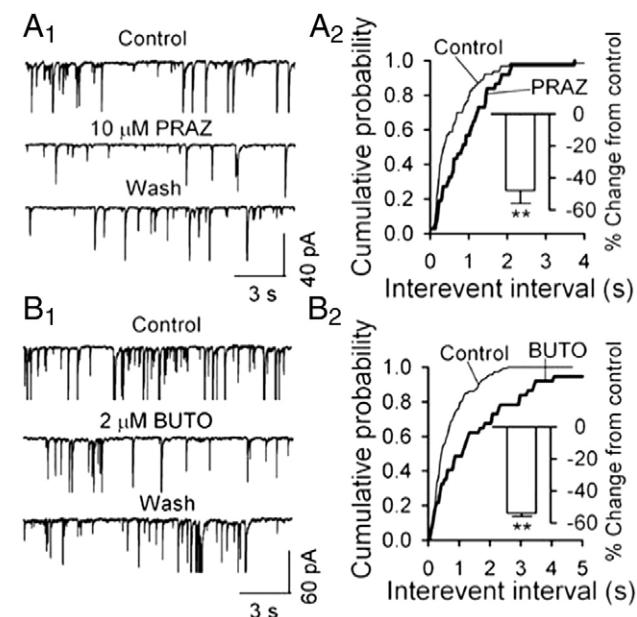 A1
Control
10 µM PRAZ
Wash
40 pA
3 s
A2
Cumulative probability
1.0
0.8
0.6
0.4
0.2
0.0
Control
PRAZ
0
-20
-40
-60
**
% Change from control
0 1 2 3 4
Interevent interval (s)
B1
Control
2 µM BUTO
Wash
60 pA
3 s
B2
Cumulative probability
1.0
0.8
0.6
0.4
0.2
0.0
Control
BUTO
0
-20
-40
-60
**
% Change from control
0 1 2 3 4 5
Interevent interval (s)